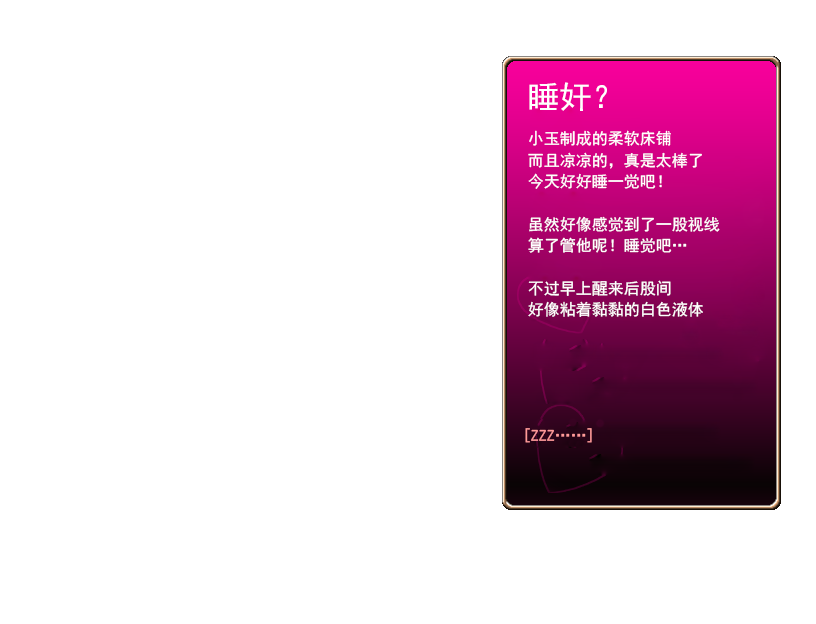 睡奸?
小玉制成的柔软床铺
而且凉凉的，真是太棒了
今天好好睡一觉吧！
虽然好像感觉到了一股视线
算了管他呢！睡觉吧…
不过早上醒来后股间
好像粘着黏黏的白色液体
[ZZZ……]